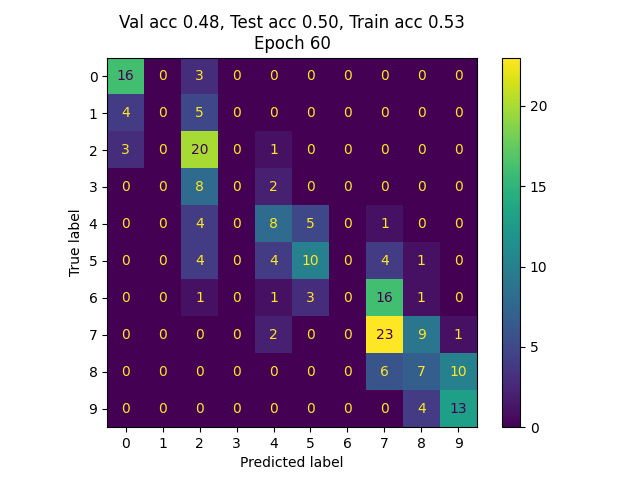 Val acc 0.48, Test acc 0.50, Train acc 0.53
Epoch 60
0 16 0 3 0 0 0 0 0 0 0
1 4 0 5 0 0 0 0 0 0 0
2 3 0 20 0 1 0 0 0 0 0
3 0 0 8 0 2 0 0 0 0 0
4 0 0 4 0 8 5 0 1 0 0
5 0 0 4 0 4 10 0 4 1 0
6 0 0 1 0 1 3 0 16 1 0
7 0 0 0 0 2 0 0 23 9 1
8 0 0 0 0 0 0 0 6 7 10
9 0 0 0 0 0 0 0 0 4 13
0 1 2 3 4 5 6 7 8 9
Predicted label
True label
20
15
10
5
0